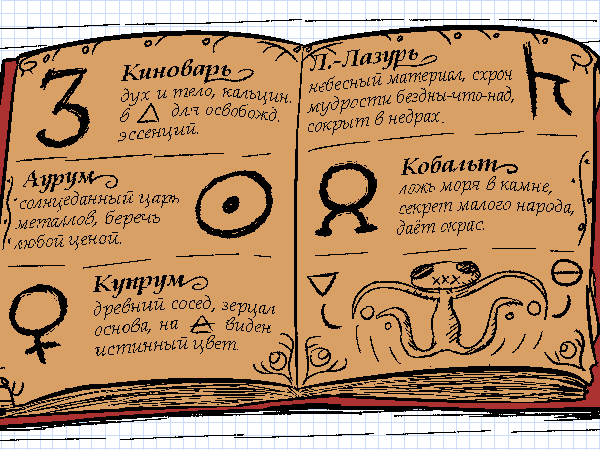 Киноварь
дух и тело, кальцин.
в △ для освобожд.
эссенций.
Аурум
солнцеданный царь
металлов, беречь
любой ценой.
Купрум
древний сосед, зерцал
основа, на 🜁 виден
истинный цвет.
Л.-Лазурь
небесный материал, схрон
мудрости бездны-что-над,
сокрыт в недрах.
Кобальт
ложь моря в камне,
секрет малого народа,
даёт окрас.